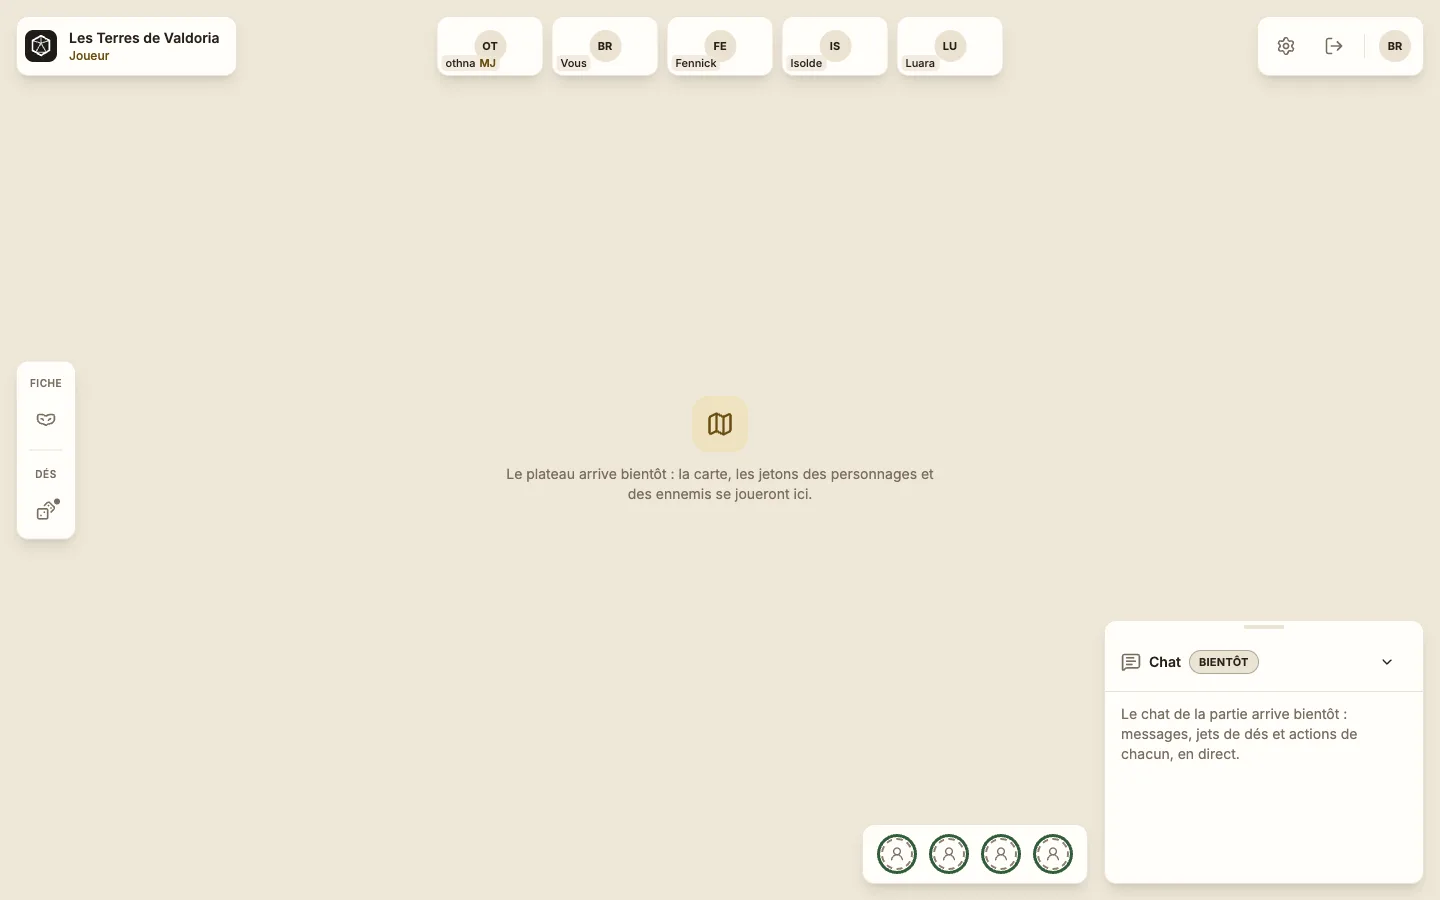 Les Terres de Valdoria
Joueur
OT
othna MJ
BR
Vous
FE
Fennick
IS
Isolde
LU
Luara
BR
FICHE
DÉS
Le plateau arrive bientôt : la carte, les jetons des personnages et
des ennemis se joueront ici.
Chat BIENTÔT
Le chat de la partie arrive bientôt :
messages, jets de dés et actions de
chacun, en direct.